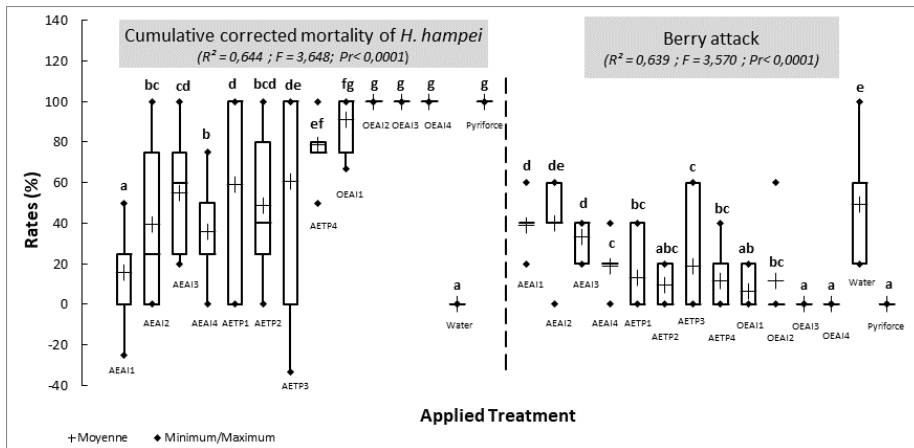 140
120
100
80
60
40
20
0
-20
-40
Rates (%)
Cumulative corrected mortality of H. hampei
(R² = 0,644 ; F = 3,648; Pr< 0,0001)
Berry attack
(R² = 0,639 ; F = 3,570 ; Pr< 0,0001)
a
bc
cd
b
d
bcd
de
ef
fg
g
g
g
g
a
AEAI1
AEAI2
AEAI3
AEAI4
AETP1
AETP2
AETP3
AETP4
OEAI1
OEAI2
OEAI3
OEAI4
Water
Pyriforce
d
de
d
c
bc
abc
c
bc
ab
bc
a
a
e
a
AEAI1
AEAI2
AEAI3
AEAI4
AETP1
AETP2
AETP3
AETP4
OEAI1
OEAI2
OEAI3
OEAI4
Water
Pyriforce
Applied Treatment
Moyenne
Minimum/Maximum